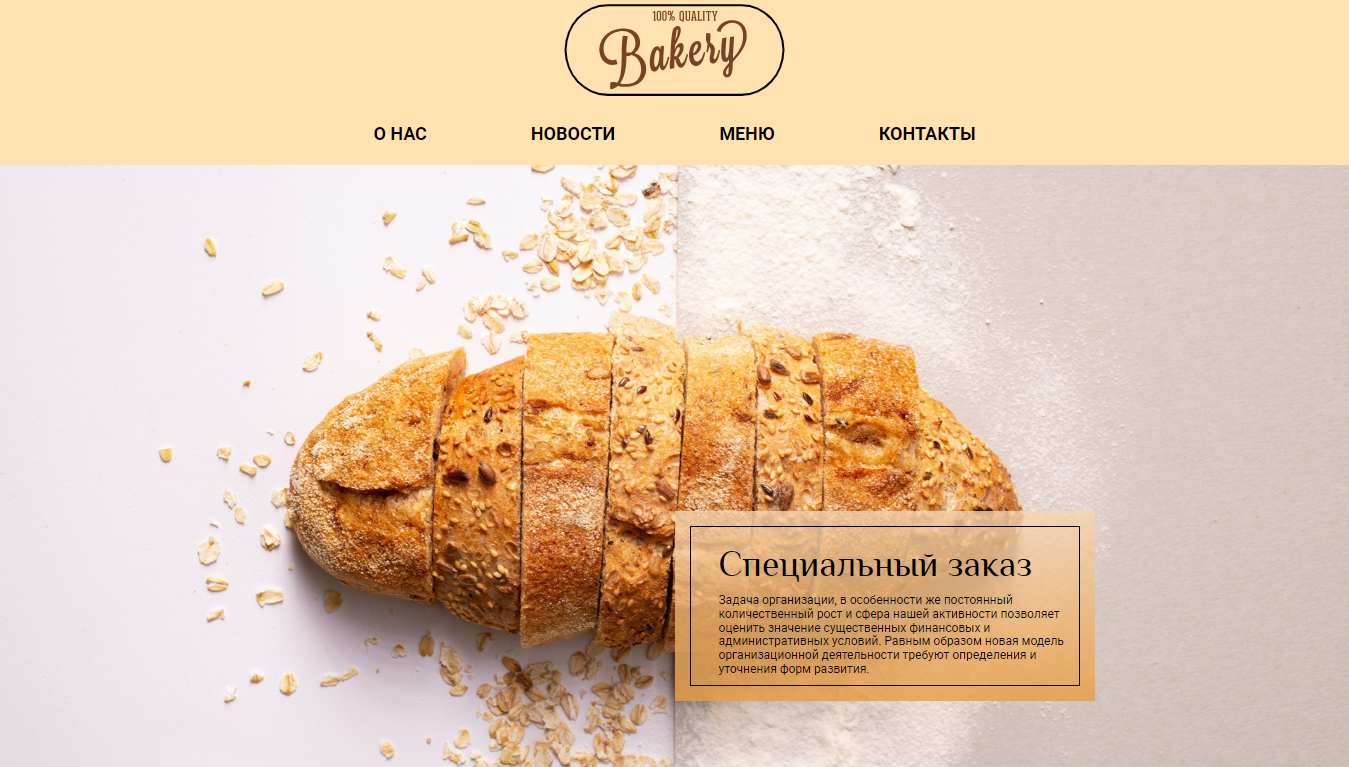 100% QUALITY
Bakery
О НАС НОВОСТИ МЕНЮ КОНТАКТЫ
Специальный заказ
Задача организации, в особенности же постоянный
количественный рост и сфера нашей активности позволяет
оценить значение существенных финансовых и
административных условий. Равным образом новая модель
организационной деятельности требуют определения и
уточнения форм развития.